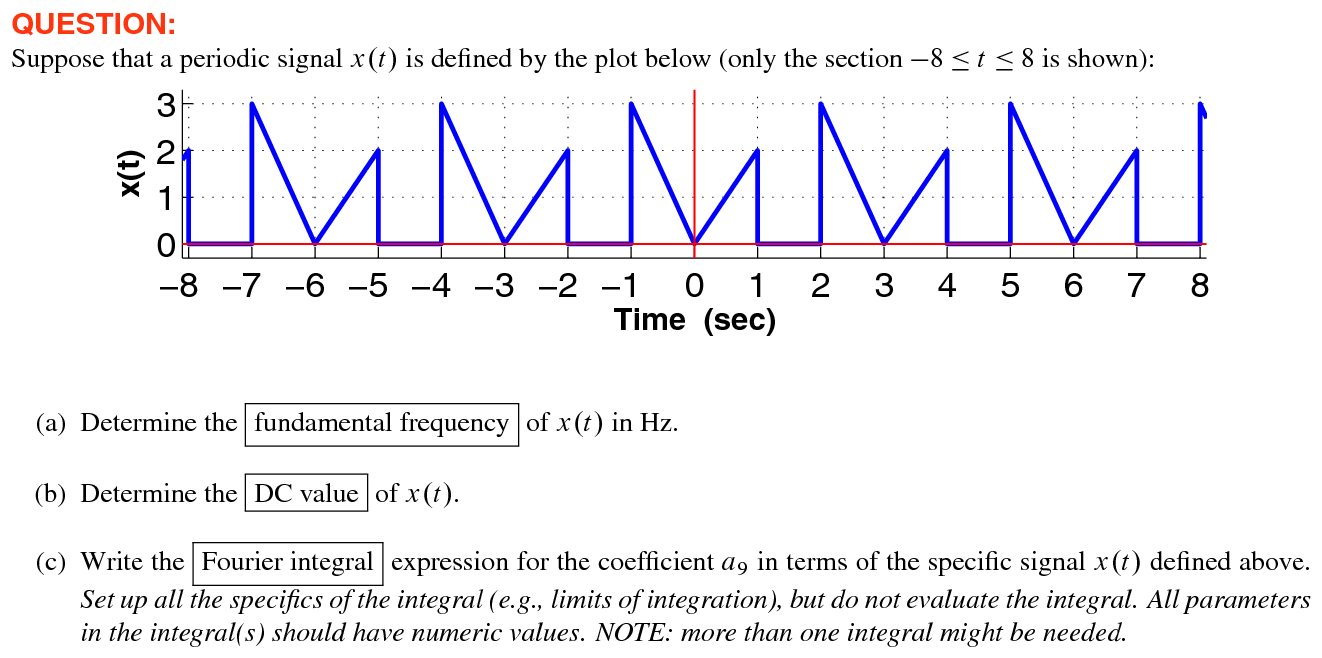 QUESTION:
Suppose that a periodic signal x(t) is defined by the plot below (only the section −8 ≤ t ≤ 8 is shown):
3
2
1
0
x(t)
−8 −7 −6 −5 −4 −3 −2 −1 0 1 2 3 4 5 6 7 8
Time (sec)
(a) Determine the fundamental frequency of x(t) in Hz.
(b) Determine the DC value of x(t).
(c) Write the Fourier integral expression for the coefficient a₉ in terms of the specific signal x(t) defined above.
Set up all the specifics of the integral (e.g., limits of integration), but do not evaluate the integral. All parameters
in the integral(s) should have numeric values. NOTE: more than one integral might be needed.